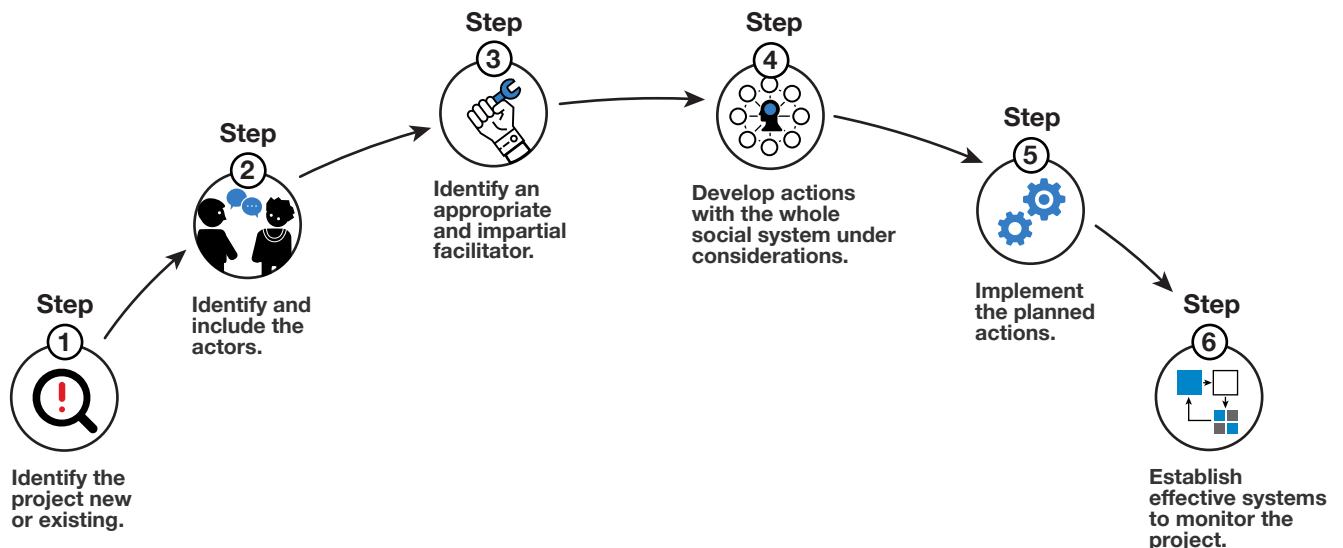 Step
1
Identify the
project new
or existing.
Step
2
Identify and
include the
actors.
Step
3
Identify an
appropriate
and impartial
facilitator.
Step
4
Develop actions
with the whole
social system under
considerations.
Step
5
Implement
the planned
actions.
Step
6
Establish
effective systems
to monitor the
project.